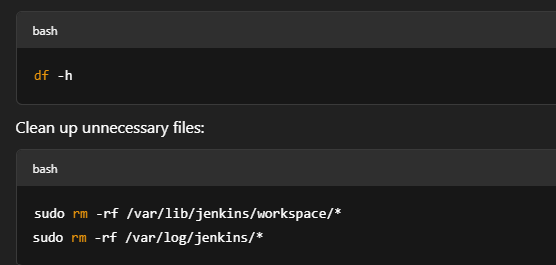 bash
df -h
Clean up unnecessary files:
bash
sudo rm -rf /var/lib/jenkins/workspace/*
sudo rm -rf /var/log/jenkins/*